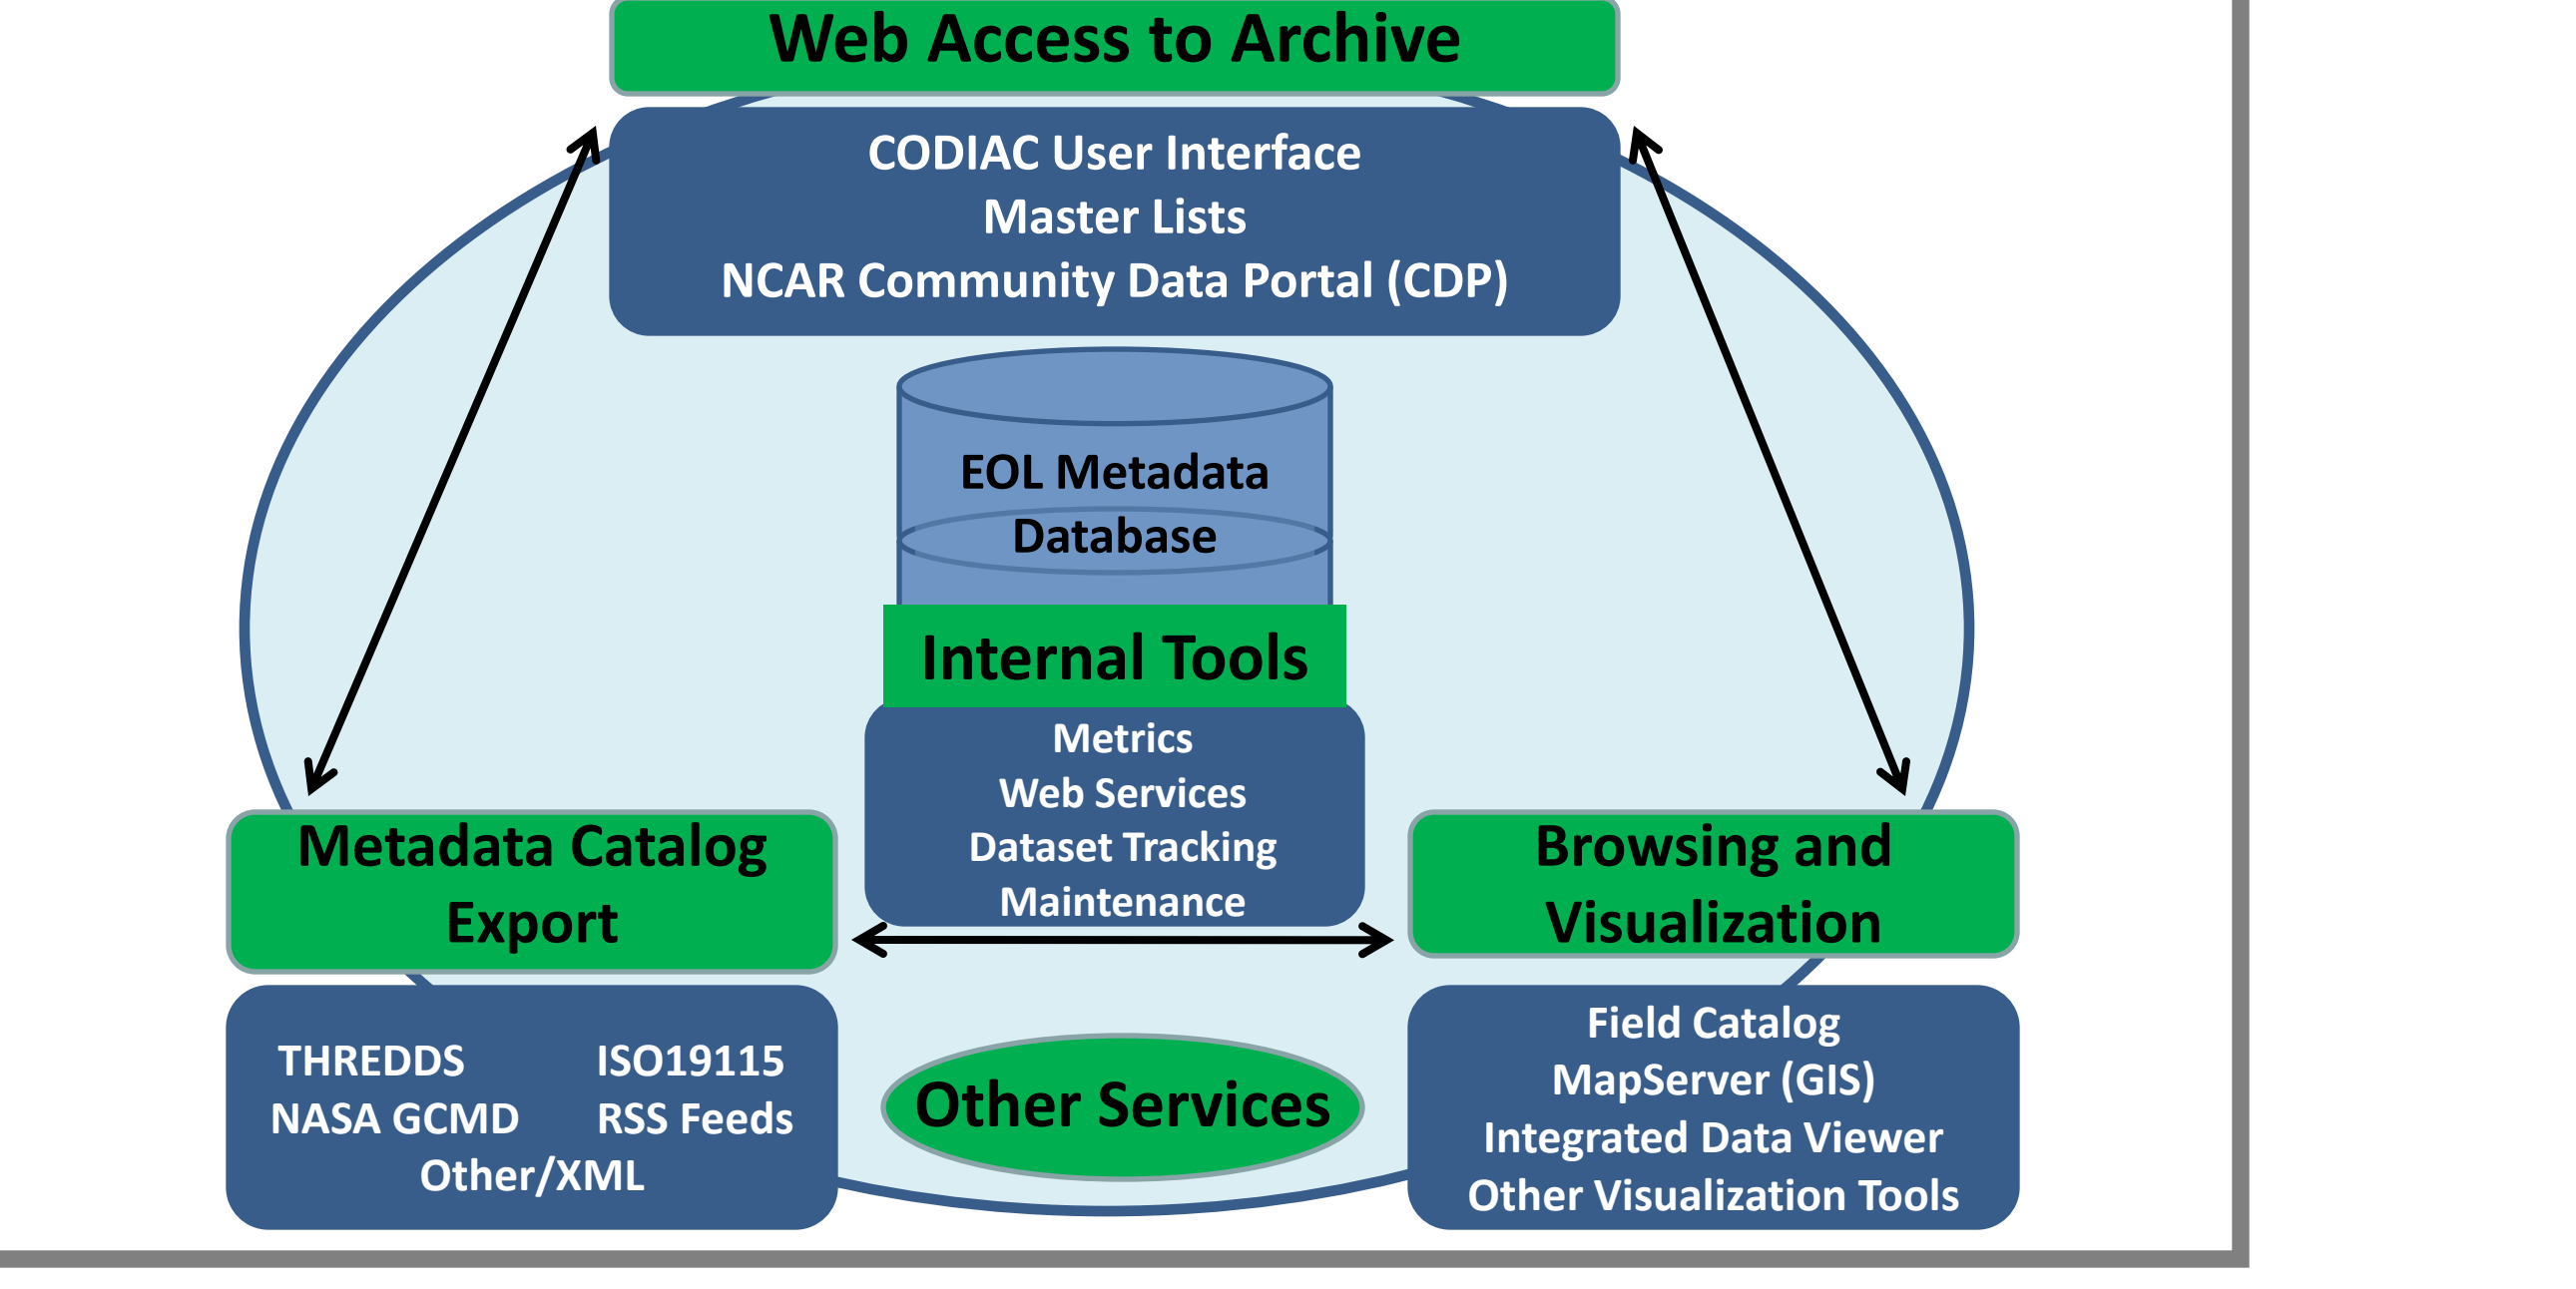 Web Access to Archive
CODIAC User Interface
Master Lists
NCAR Community Data Portal (CDP)
EOL Metadata
Database
Internal Tools
Metrics
Web Services
Dataset Tracking
Maintenance
Metadata Catalog
Export
THREDDS ISO19115
NASA GCMD RSS Feeds
Other/XML
Other Services
Browsing and
Visualization
Field Catalog
MapServer (GIS)
Integrated Data Viewer
Other Visualization Tools